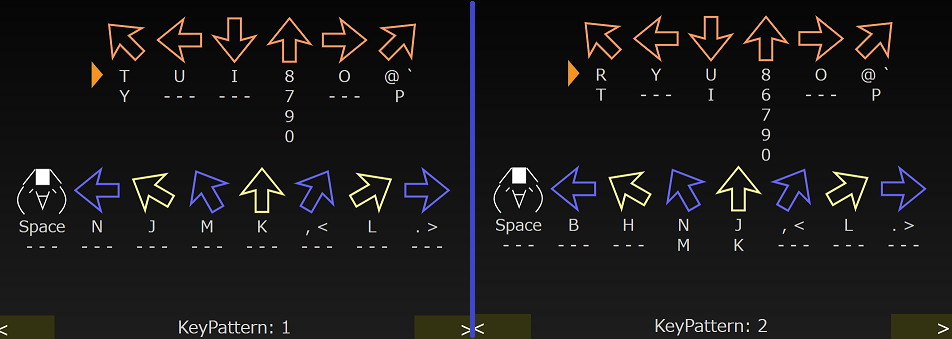 T U I 8 O @ `
Y --- --- 7 --- P
9
0
Space N J M K , < L . >
--- --- --- --- --- --- --- ---
< KeyPattern: 1 >
R Y U 8 O @ `
T --- I 6 --- P
7
9
0
Space B H N J , < L . >
--- --- --- M K --- --- ---
< KeyPattern: 2 >